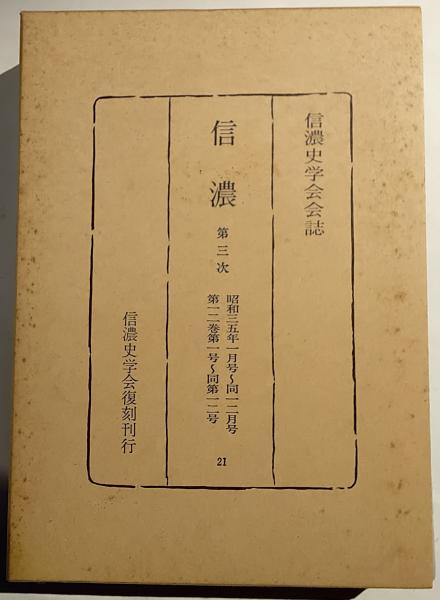 信濃史学会会誌
信濃
第三次
昭和三五年一月号~同一二月号
第一二巻第一号~同第一二号
21
信濃史学会復刻刊行